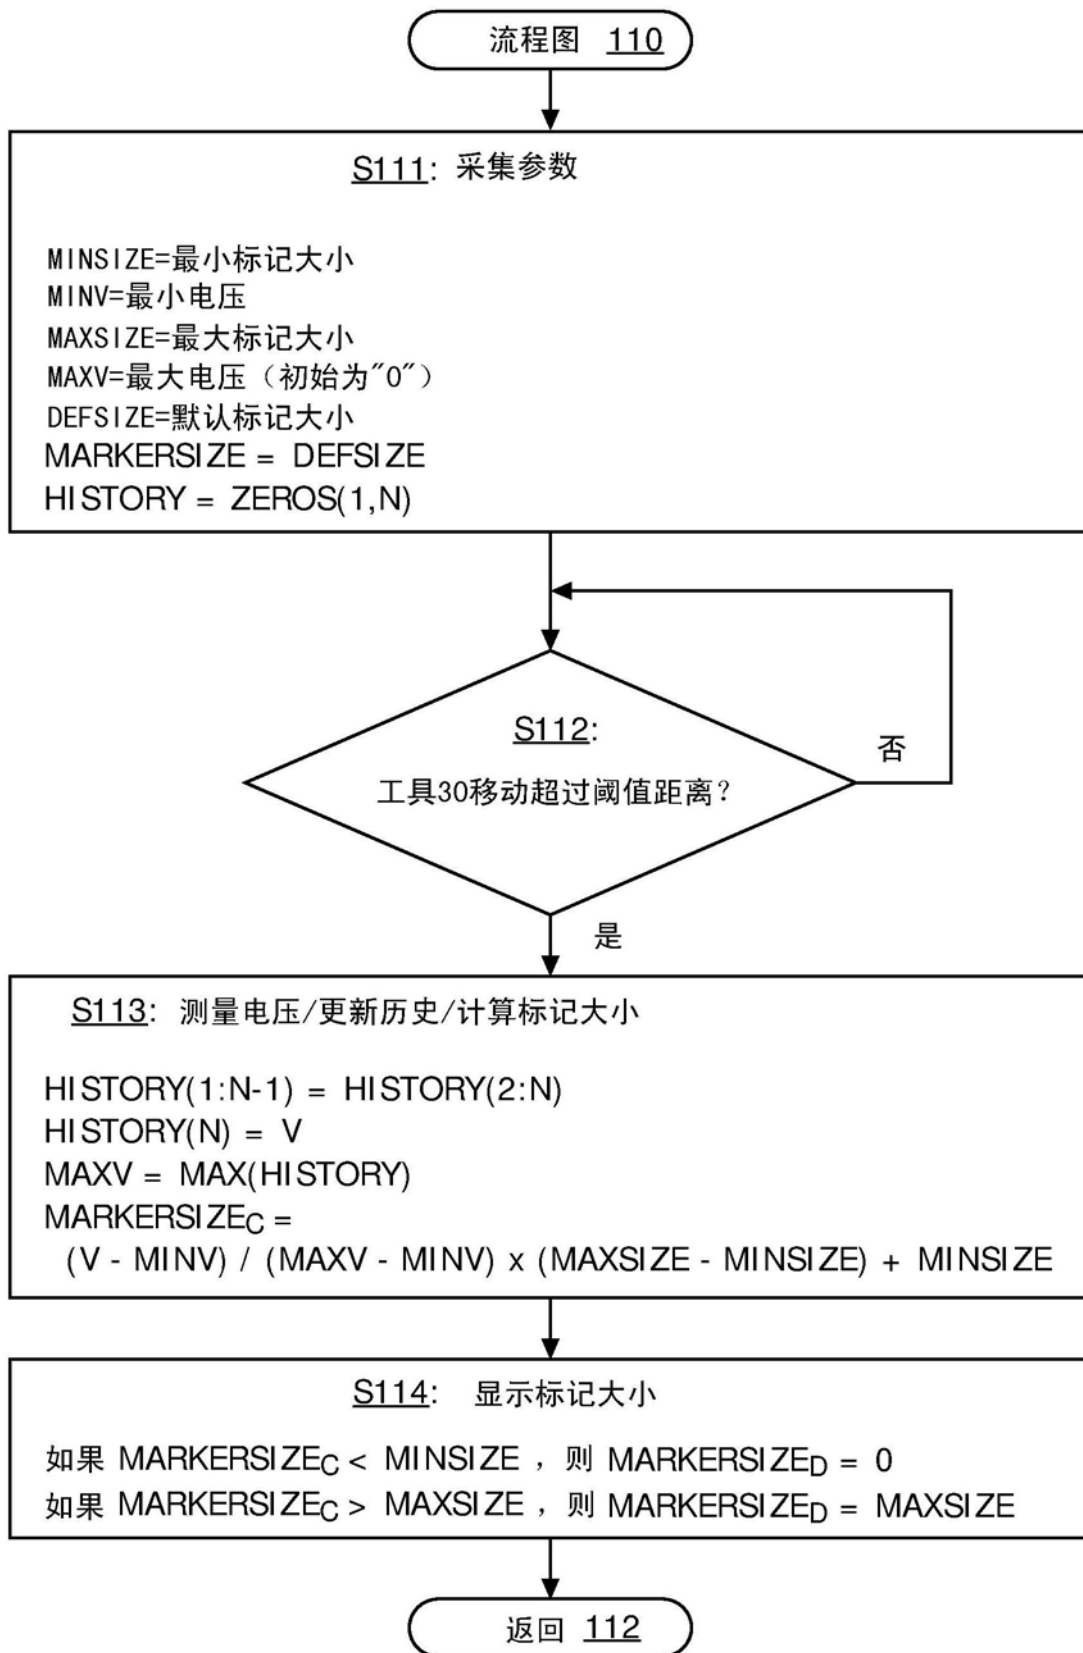 流程图 110
S111: 采集参数
MINSIZE=最小标记大小
MINV=最小电压
MAXSIZE=最大标记大小
MAXV=最大电压（初始为"0"）
DEFSIZE=默认标记大小
MARKERSIZE = DEFSIZE
HISTORY = ZEROS(1,N)
S112:
工具30移动超过阈值距离?
否
是
S113: 测量电压/更新历史/计算标记大小
HISTORY(1:N-1) = HISTORY(2:N)
HISTORY(N) = V
MAXV = MAX(HISTORY)
MARKERSIZEC =
(V - MINV) / (MAXV - MINV) x (MAXSIZE - MINSIZE) + MINSIZE
S114: 显示标记大小
如果 MARKERSIZEC < MINSIZE ，则 MARKERSIZED = 0
如果 MARKERSIZEC > MAXSIZE ，则 MARKERSIZED = MAXSIZE
返回 112